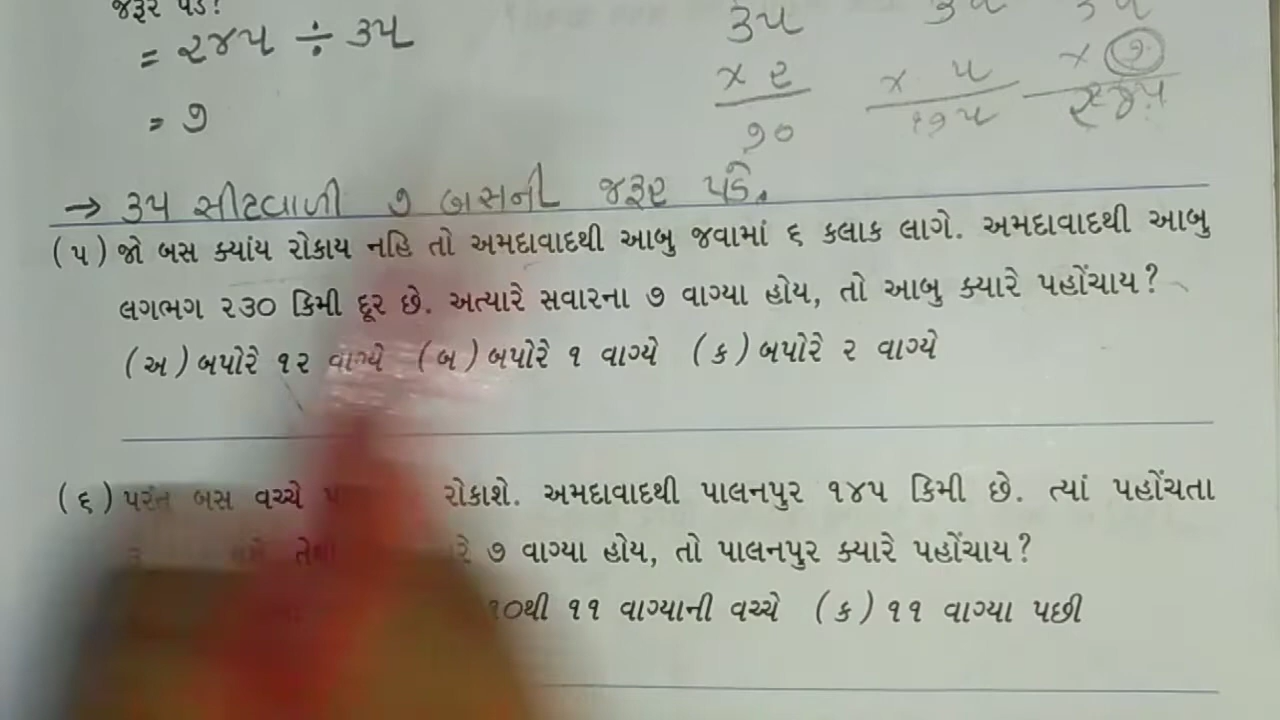 જરૂર પડે?
= ૨૪૫ ÷ ૩૫
= ૭
૩૫
× ૨
૭૦
× ૫
૧૭૫
× ૭
૨૪૫
→ ૩૫ સીટવાળી ૭ બસની જરૂર પડે.
(૫) જો બસ ક્યાંય રોકાય નહિ તો અમદાવાદથી આબુ જવામાં ૬ કલાક લાગે. અમદાવાદથી આબુ
લગભગ ૨૩૦ કિમી દૂર છે. અત્યારે સવારના ૭ વાગ્યા હોય, તો આબુ ક્યારે પહોંચાય?
(અ) બપોરે ૧૨ વાગ્યે (બ) બપોરે ૧ વાગ્યે (ક) બપોરે ૨ વાગ્યે
(૬) પરંતુ બસ વચ્ચે રોકાશે. અમદાવાદથી પાલનપુર ૧૪૫ કિમી છે. ત્યાં પહોંચતા
૭ વાગ્યા હોય, તો પાલનપુર ક્યારે પહોંચાય?
૧૦થી ૧૧ વાગ્યાની વચ્ચે (ક) ૧૧ વાગ્યા પછી